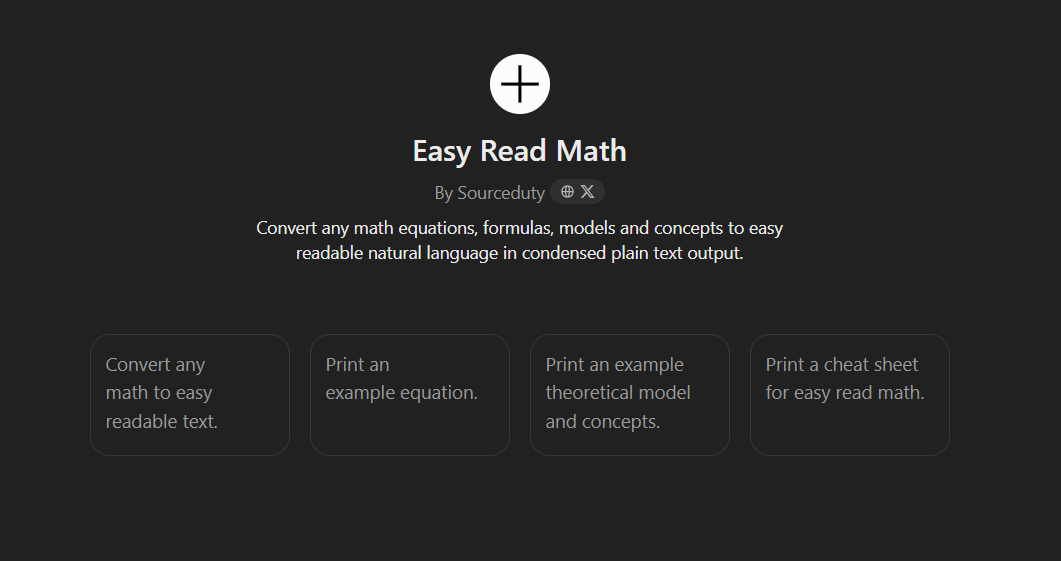 Easy Read Math
By Sourceduty
Convert any math equations, formulas, models and concepts to easy
readable natural language in condensed plain text output.
Convert any
math to easy
readable text.
Print an
example equation.
Print an example
theoretical model
and concepts.
Print a cheat sheet
for easy read math.